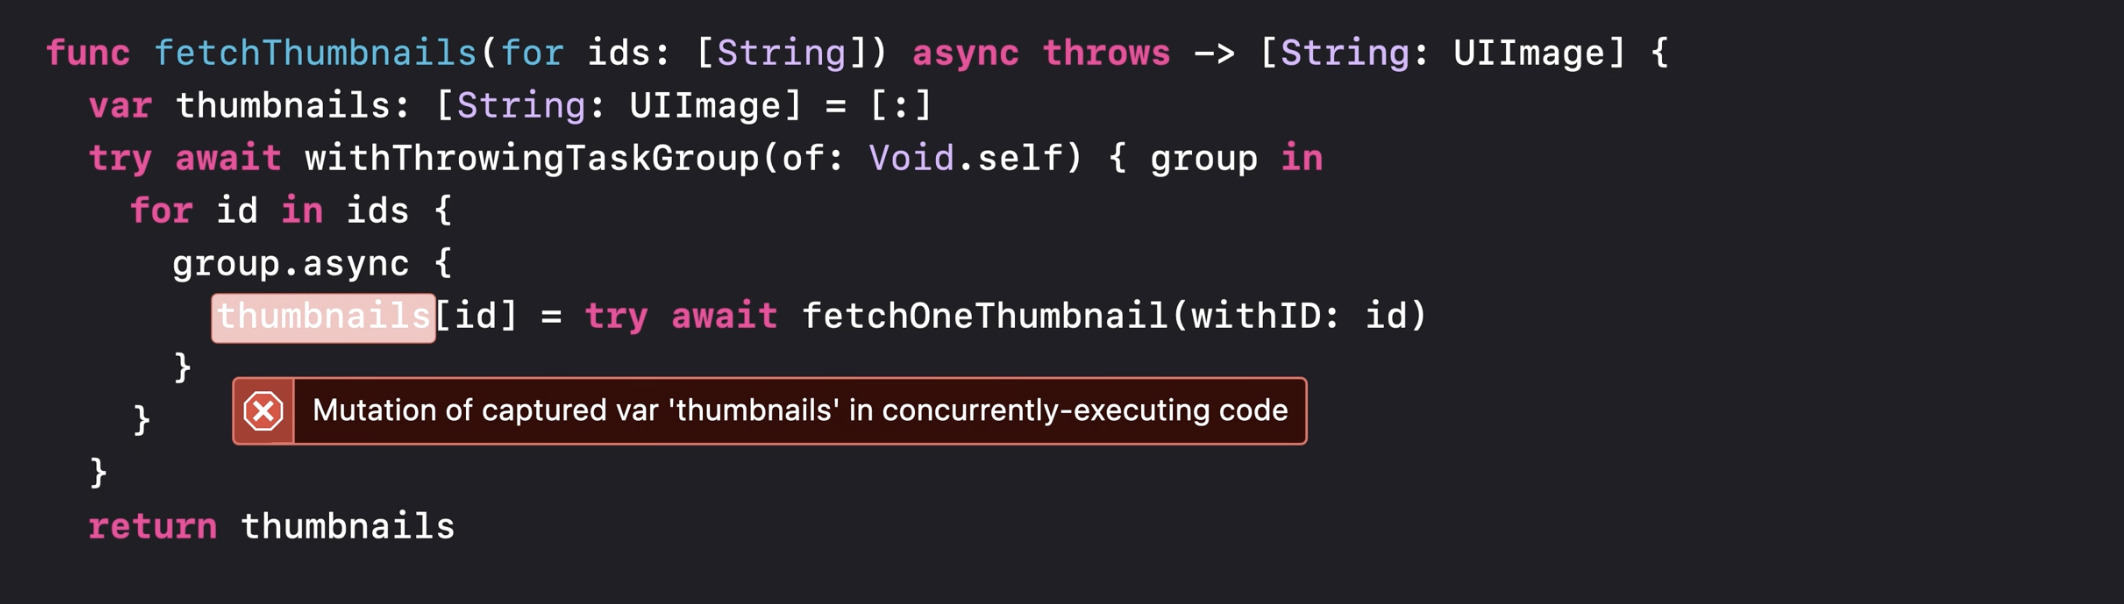 func fetchThumbnails(for ids: [String]) async throws -> [String: UIImage] {
var thumbnails: [String: UIImage] = [:]
try await withThrowingTaskGroup(of: Void.self) { group in
for id in ids {
group.async {
thumbnails[id] = try await fetchOneThumbnail(withID: id)
}
Mutation of captured var 'thumbnails' in concurrently-executing code
}
}
return thumbnails